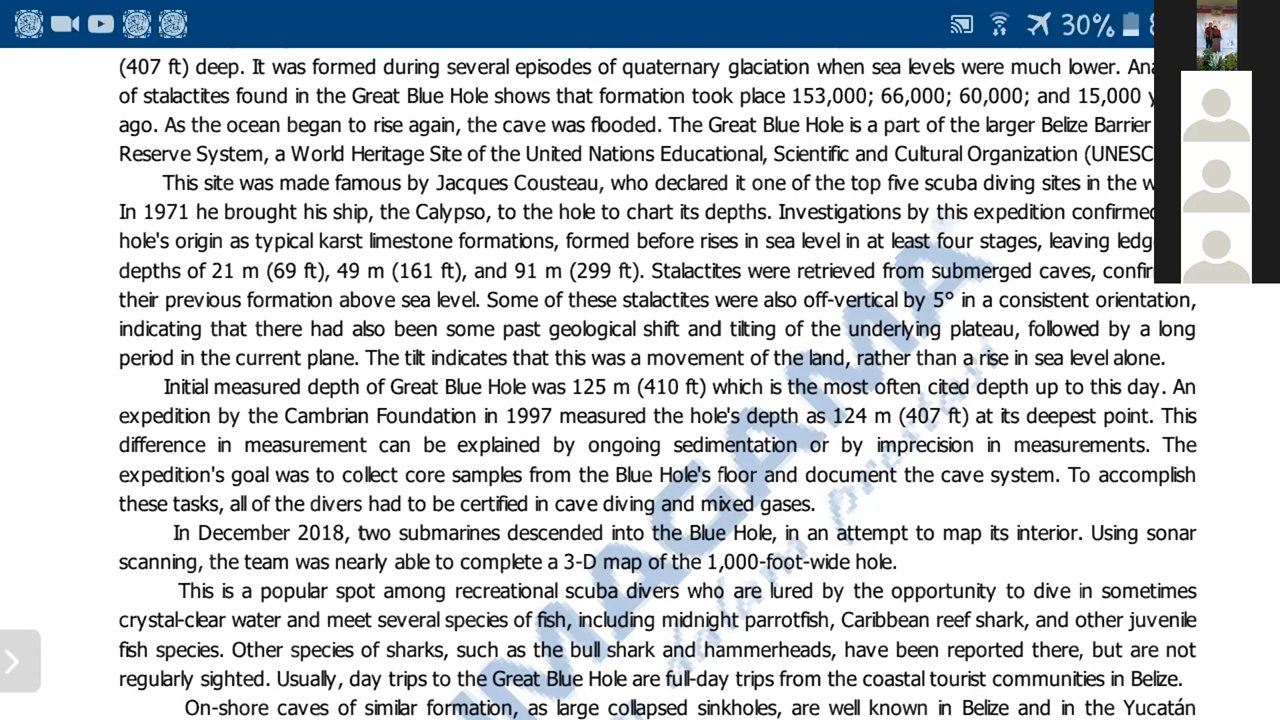 30%
(407 ft) deep. It was formed during several episodes of quaternary glaciation when sea levels were much lower.
of stalactites found in the Great Blue Hole shows that formation took place 153,000; 66,000; 60,000; and 15,000
ago. As the ocean began to rise again, the cave was flooded. The Great Blue Hole is a part of the larger Belize Barrier
Reserve System, a World Heritage Site of the United Nations Educational, Scientific and Cultural Organization (UNESC
This site was made famous by Jacques Cousteau, who declared it one of the top five scuba diving sites in the
In 1971 he brought his ship, the Calypso, to the hole to chart its depths. Investigations by this expedition confirmed
hole's origin as typical karst limestone formations, formed before rises in sea level in at least four stages, leaving
depths of 21 m (69 ft), 49 m (161 ft), and 91 m (299 ft). Stalactites were retrieved from submerged caves,
their previous formation above sea level. Some of these stalactites were also off-vertical by 5° in a consistent orientation,
indicating that there had also been some past geological shift and tilting of the underlying plateau, followed by a long
period in the current plane. The tilt indicates that this was a movement of the land, rather than a rise in sea level alone.
Initial measured depth of Great Blue Hole was 125 m (410 ft) which is the most often cited depth up to this day. An
expedition by the Cambrian Foundation in 1997 measured the hole's depth as 124 m (407 ft) at its deepest point. This
difference in measurement can be explained by ongoing sedimentation or by imprecision in measurements. The
expedition's goal was to collect core samples from the Blue Hole's floor and document the cave system. To accomplish
these tasks, all of the divers had to be certified in cave diving and mixed gases.
In December 2018, two submarines descended into the Blue Hole, in an attempt to map its interior. Using sonar
scanning, the team was nearly able to complete a 3-D map of the 1,000-foot-wide hole.
This is a popular spot among recreational scuba divers who are lured by the opportunity to dive in sometimes
crystal-clear water and meet several species of fish, including midnight parrotfish, Caribbean reef shark, and other juvenile
fish species. Other species of sharks, such as the bull shark and hammerheads, have been reported there, but are not
regularly sighted. Usually, day trips to the Great Blue Hole are full-day trips from the coastal tourist communities in Belize.
On-shore caves of similar formation, as large collapsed sinkholes, are well known in Belize and in the Yucatán